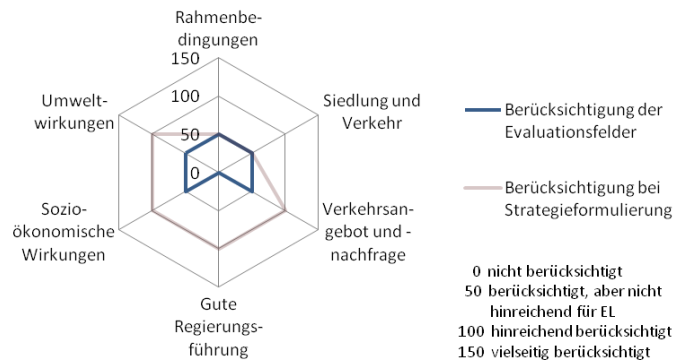 Rahmenbe-
dingungen
150
100
50
0
Siedlung und
Verkehr
Verkehrsan-
gebot und -
nachfrage
Gute
Regierungs-
führung
Sozio-
ökonomische
Wirkungen
Umwelt-
wirkungen
Berücksichtigung der
Evaluationsfelder
Berücksichtigung bei
Strategieformulierung
0 nicht berücksichtigt
50 berücksichtigt, aber nicht
hinreichend für EL
100 hinreichend berücksichtigt
150 vielseitig berücksichtigt